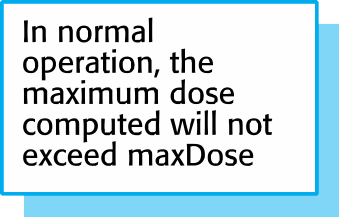 In normal
operation, the
maximum dose
computed will not
exceed maxDose